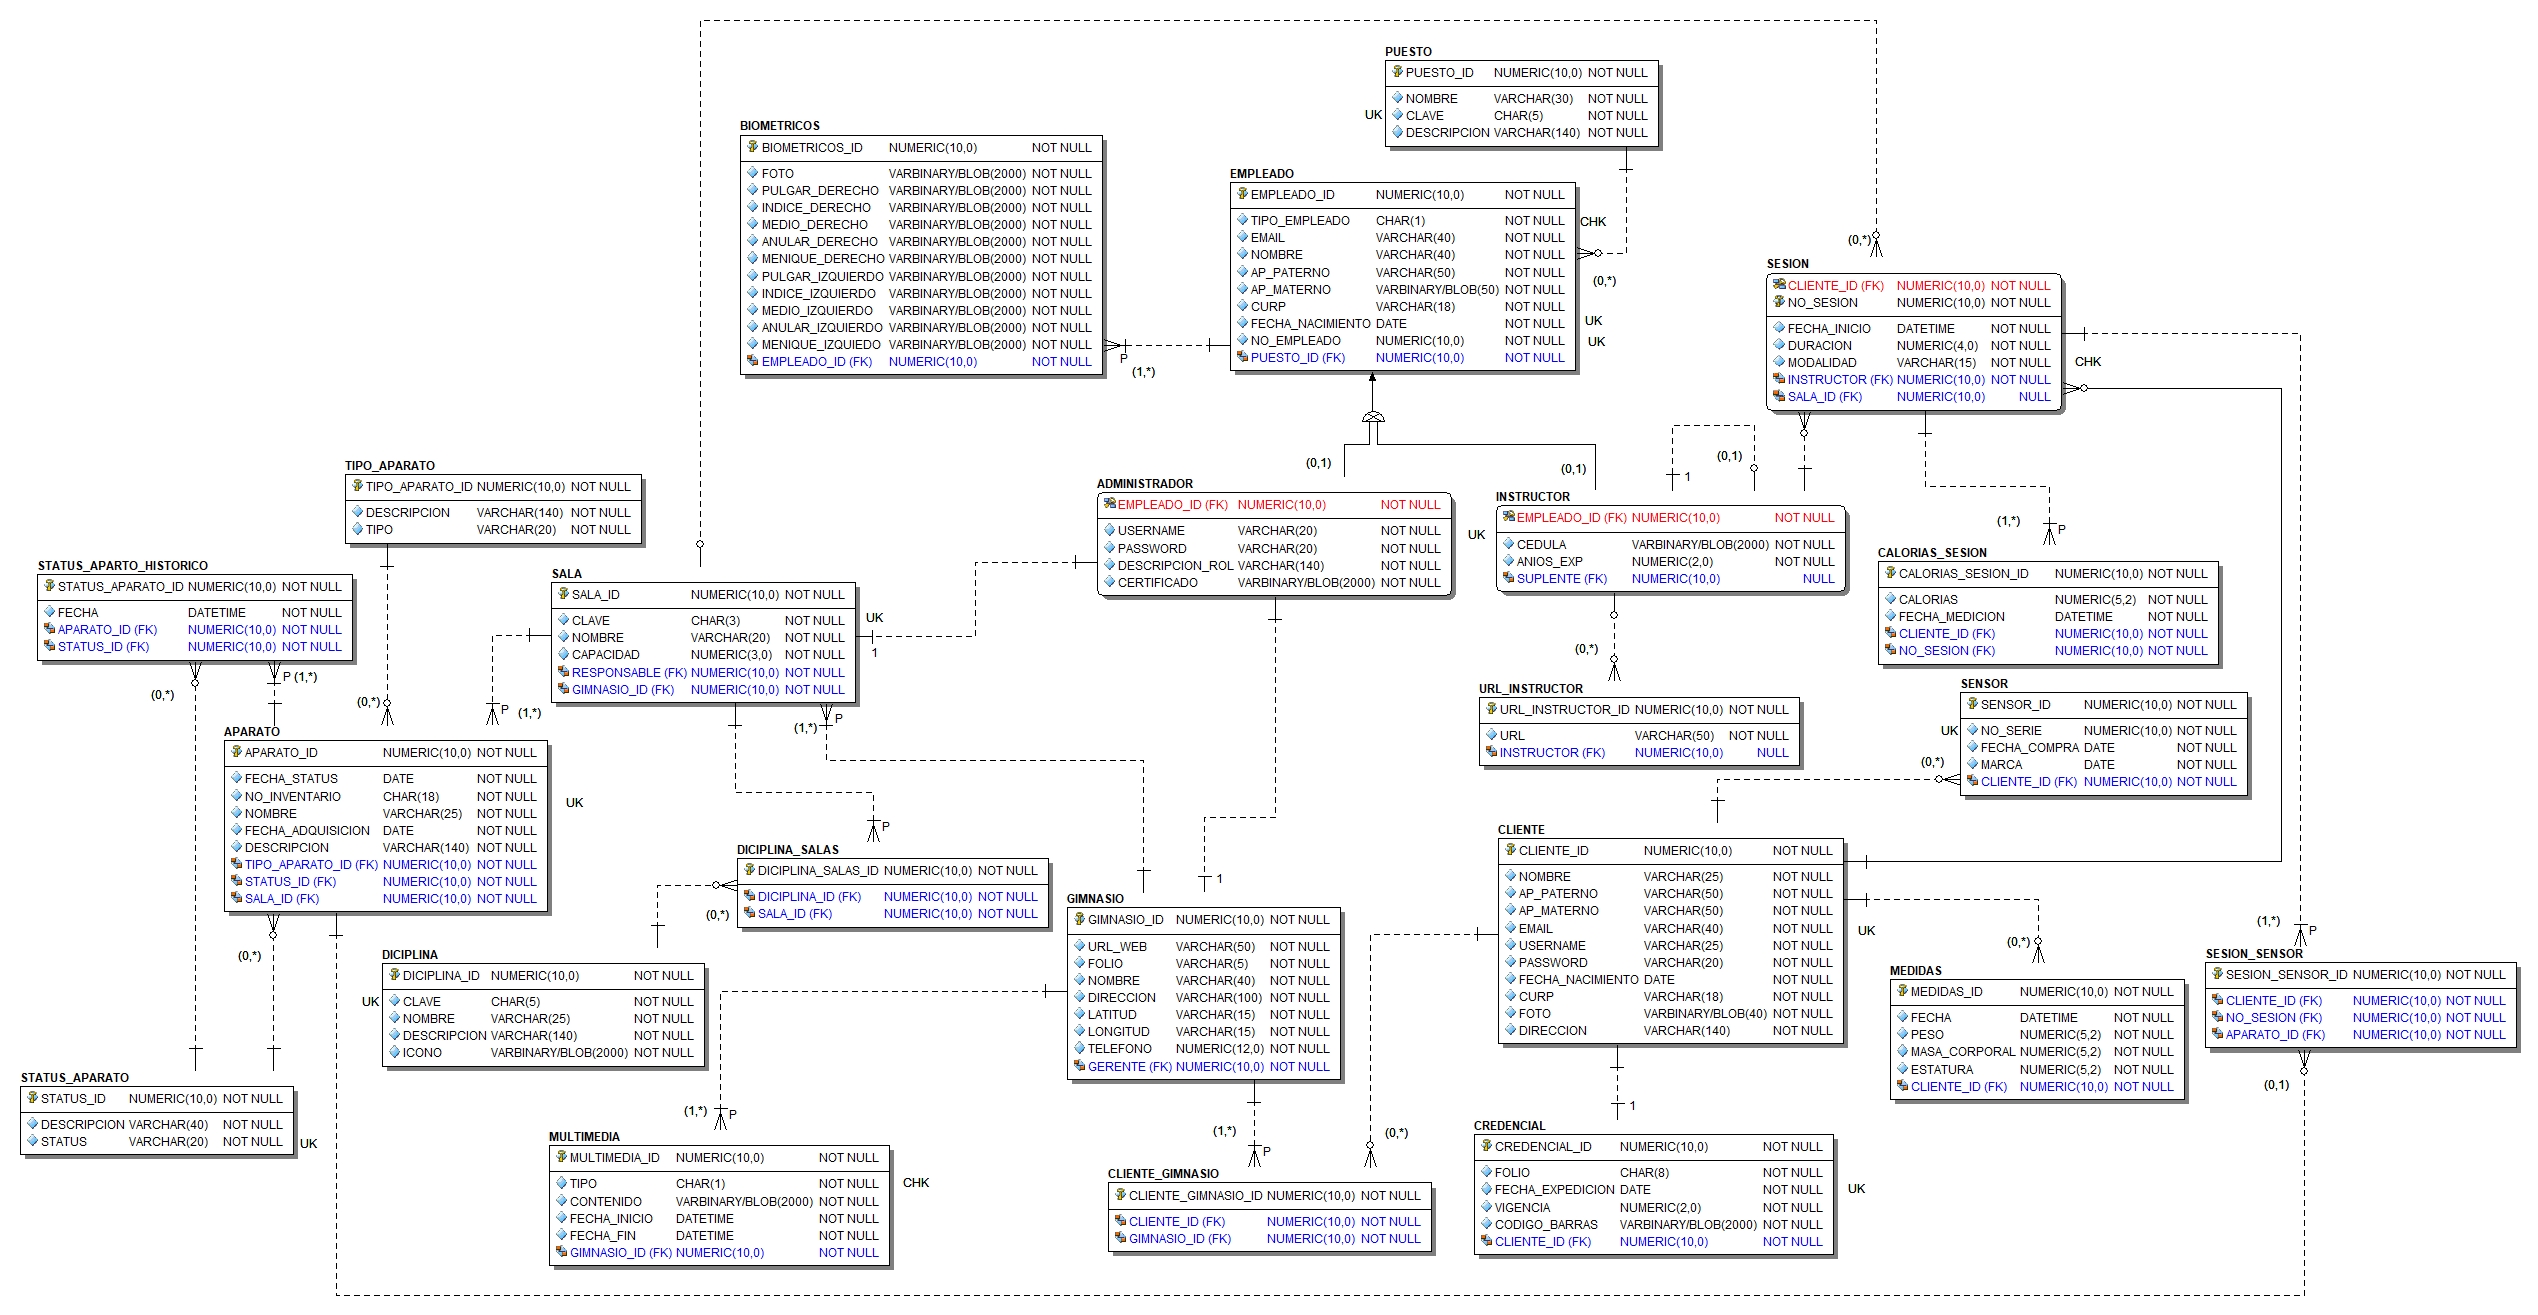 PUESTO
PUESTO_ID NUMERIC(10,0) NOT NULL
NOMBRE VARCHAR(30) NOT NULL
UK CLAVE CHAR(5) NOT NULL
DESCRIPCION VARCHAR(140) NOT NULL
BIOMETRICOS
BIOMETRICOS_ID NUMERIC(10,0) NOT NULL
FOTO VARBINARY/BLOB(2000) NOT NULL
PULGAR_DERECHO VARBINARY/BLOB(2000) NOT NULL
INDICE_DERECHO VARBINARY/BLOB(2000) NOT NULL
MEDIO_DERECHO VARBINARY/BLOB(2000) NOT NULL
ANULAR_DERECHO VARBINARY/BLOB(2000) NOT NULL
MENIQUE_DERECHO VARBINARY/BLOB(2000) NOT NULL
PULGAR_IZQUIERDO VARBINARY/BLOB(2000) NOT NULL
INDICE_IZQUIERDO VARBINARY/BLOB(2000) NOT NULL
MEDIO_IZQUIERDO VARBINARY/BLOB(2000) NOT NULL
ANULAR_IZQUIERDO VARBINARY/BLOB(2000) NOT NULL
MENIQUE_IZQUIEDO VARBINARY/BLOB(2000) NOT NULL
EMPLEADO_ID (FK) NUMERIC(10,0) NOT NULL
P
(1,*)
EMPLEADO
EMPLEADO_ID NUMERIC(10,0) NOT NULL
TIPO_EMPLEADO CHAR(1) NOT NULL CHK
EMAIL VARCHAR(40) NOT NULL
NOMBRE VARCHAR(40) NOT NULL
AP_PATERNO VARCHAR(50) NOT NULL
(0,*)
AP_MATERNO VARBINARY/BLOB(50) NOT NULL
CURP VARCHAR(18) NOT NULL
FECHA_NACIMIENTO DATE NOT NULL UK
NO_EMPLEADO NUMERIC(10,0) NOT NULL UK
PUESTO_ID (FK) NUMERIC(10,0) NOT NULL
(0,*)
SESION
CLIENTE_ID (FK) NUMERIC(10,0) NOT NULL
NO_SESION NUMERIC(10,0) NOT NULL
FECHA_INICIO DATETIME NOT NULL
DURACION NUMERIC(4,0) NOT NULL
MODALIDAD VARCHAR(15) NOT NULL CHK
INSTRUCTOR (FK) NUMERIC(10,0) NOT NULL
SALA_ID (FK) NUMERIC(10,0) NULL
(0,1)
(0,1)
(0,1)
1
TIPO_APARATO
TIPO_APARATO_ID NUMERIC(10,0) NOT NULL
DESCRIPCION VARCHAR(140) NOT NULL
TIPO VARCHAR(20) NOT NULL
ADMINISTRADOR
EMPLEADO_ID (FK) NUMERIC(10,0) NOT NULL
USERNAME VARCHAR(20) NOT NULL UK
PASSWORD VARCHAR(20) NOT NULL
DESCRIPCION_ROL VARCHAR(140) NOT NULL
CERTIFICADO VARBINARY/BLOB(2000) NOT NULL
INSTRUCTOR
EMPLEADO_ID (FK) NUMERIC(10,0) NOT NULL
CEDULA VARBINARY/BLOB(2000) NOT NULL
ANIOS_EXP NUMERIC(2,0) NOT NULL
SUPLENTE (FK) NUMERIC(10,0) NULL
(1,*)
P
CALORIAS_SESION
CALORIAS_SESION_ID NUMERIC(10,0) NOT NULL
CALORIAS NUMERIC(5,2) NOT NULL
FECHA_MEDICION DATETIME NOT NULL
CLIENTE_ID (FK) NUMERIC(10,0) NOT NULL
NO_SESION (FK) NUMERIC(10,0) NOT NULL
STATUS_APARTO_HISTORICO
STATUS_APARATO_ID NUMERIC(10,0) NOT NULL
FECHA DATETIME NOT NULL
APARATO_ID (FK) NUMERIC(10,0) NOT NULL
STATUS_ID (FK) NUMERIC(10,0) NOT NULL
(0,*)
P (1,*)
(0,*)
SALA
SALA_ID NUMERIC(10,0) NOT NULL
CLAVE CHAR(3) NOT NULL UK
NOMBRE VARCHAR(20) NOT NULL
CAPACIDAD NUMERIC(3,0) NOT NULL
1
RESPONSABLE (FK) NUMERIC(10,0) NOT NULL
GIMNASIO_ID (FK) NUMERIC(10,0) NOT NULL
P (1,*)
(1,*) P
(0,*)
URL_INSTRUCTOR
URL_INSTRUCTOR_ID NUMERIC(10,0) NOT NULL
URL VARCHAR(50) NOT NULL
INSTRUCTOR (FK) NUMERIC(10,0) NULL
SENSOR
SENSOR_ID NUMERIC(10,0) NOT NULL
UK NO_SERIE NUMERIC(10,0) NOT NULL
FECHA_COMPRA DATE NOT NULL
(0,*)
MARCA DATE NOT NULL
CLIENTE_ID (FK) NUMERIC(10,0) NOT NULL
APARATO
APARATO_ID NUMERIC(10,0) NOT NULL
FECHA_STATUS DATE NOT NULL
NO_INVENTARIO CHAR(18) NOT NULL UK
NOMBRE VARCHAR(25) NOT NULL
FECHA_ADQUISICION DATE NOT NULL
DESCRIPCION VARCHAR(140) NOT NULL
TIPO_APARATO_ID (FK) NUMERIC(10,0) NOT NULL
STATUS_ID (FK) NUMERIC(10,0) NOT NULL
SALA_ID (FK) NUMERIC(10,0) NOT NULL
(0,*)
P
DICIPLINA_SALAS
DICIPLINA_SALAS_ID NUMERIC(10,0) NOT NULL
DICIPLINA_ID (FK) NUMERIC(10,0) NOT NULL
SALA_ID (FK) NUMERIC(10,0) NOT NULL
(0,*)
DICIPLINA
DICIPLINA_ID NUMERIC(10,0) NOT NULL
UK CLAVE CHAR(5) NOT NULL
NOMBRE VARCHAR(25) NOT NULL
DESCRIPCION VARCHAR(140) NOT NULL
ICONO VARBINARY/BLOB(2000) NOT NULL
1
GIMNASIO
GIMNASIO_ID NUMERIC(10,0) NOT NULL
URL_WEB VARCHAR(50) NOT NULL
FOLIO VARCHAR(5) NOT NULL
NOMBRE VARCHAR(40) NOT NULL
DIRECCION VARCHAR(100) NOT NULL
LATITUD VARCHAR(15) NOT NULL
LONGITUD VARCHAR(15) NOT NULL
TELEFONO NUMERIC(12,0) NOT NULL
GERENTE (FK) NUMERIC(10,0) NOT NULL
CLIENTE
CLIENTE_ID NUMERIC(10,0) NOT NULL
NOMBRE VARCHAR(25) NOT NULL
AP_PATERNO VARCHAR(50) NOT NULL
AP_MATERNO VARCHAR(50) NOT NULL
EMAIL VARCHAR(40) NOT NULL UK
USERNAME VARCHAR(25) NOT NULL
PASSWORD VARCHAR(20) NOT NULL
FECHA_NACIMIENTO DATE NOT NULL
CURP VARCHAR(18) NOT NULL
FOTO VARBINARY/BLOB(40) NOT NULL
DIRECCION VARCHAR(140) NOT NULL
(0,*)
MEDIDAS
MEDIDAS_ID NUMERIC(10,0) NOT NULL
FECHA DATETIME NOT NULL
PESO NUMERIC(5,2) NOT NULL
MASA_CORPORAL NUMERIC(5,2) NOT NULL
ESTATURA NUMERIC(5,2) NOT NULL
CLIENTE_ID (FK) NUMERIC(10,0) NOT NULL
(1,*)
P
SESION_SENSOR
SESION_SENSOR_ID NUMERIC(10,0) NOT NULL
CLIENTE_ID (FK) NUMERIC(10,0) NOT NULL
NO_SESION (FK) NUMERIC(10,0) NOT NULL
APARATO_ID (FK) NUMERIC(10,0) NOT NULL
(0,1)
STATUS_APARATO
STATUS_ID NUMERIC(10,0) NOT NULL
DESCRIPCION VARCHAR(40) NOT NULL
STATUS VARCHAR(20) NOT NULL UK
(1,*) P
MULTIMEDIA
MULTIMEDIA_ID NUMERIC(10,0) NOT NULL
TIPO CHAR(1) NOT NULL CHK
CONTENIDO VARBINARY/BLOB(2000) NOT NULL
FECHA_INICIO DATETIME NOT NULL
FECHA_FIN DATETIME NOT NULL
GIMNASIO_ID (FK) NUMERIC(10,0) NOT NULL
(1,*)
P
(0,*)
CLIENTE_GIMNASIO
CLIENTE_GIMNASIO_ID NUMERIC(10,0) NOT NULL
CLIENTE_ID (FK) NUMERIC(10,0) NOT NULL
GIMNASIO_ID (FK) NUMERIC(10,0) NOT NULL
1
CREDENCIAL
CREDENCIAL_ID NUMERIC(10,0) NOT NULL
FOLIO CHAR(8) NOT NULL
FECHA_EXPEDICION DATE NOT NULL UK
VIGENCIA NUMERIC(2,0) NOT NULL
CODIGO_BARRAS VARBINARY/BLOB(2000) NOT NULL
CLIENTE_ID (FK) NUMERIC(10,0) NOT NULL